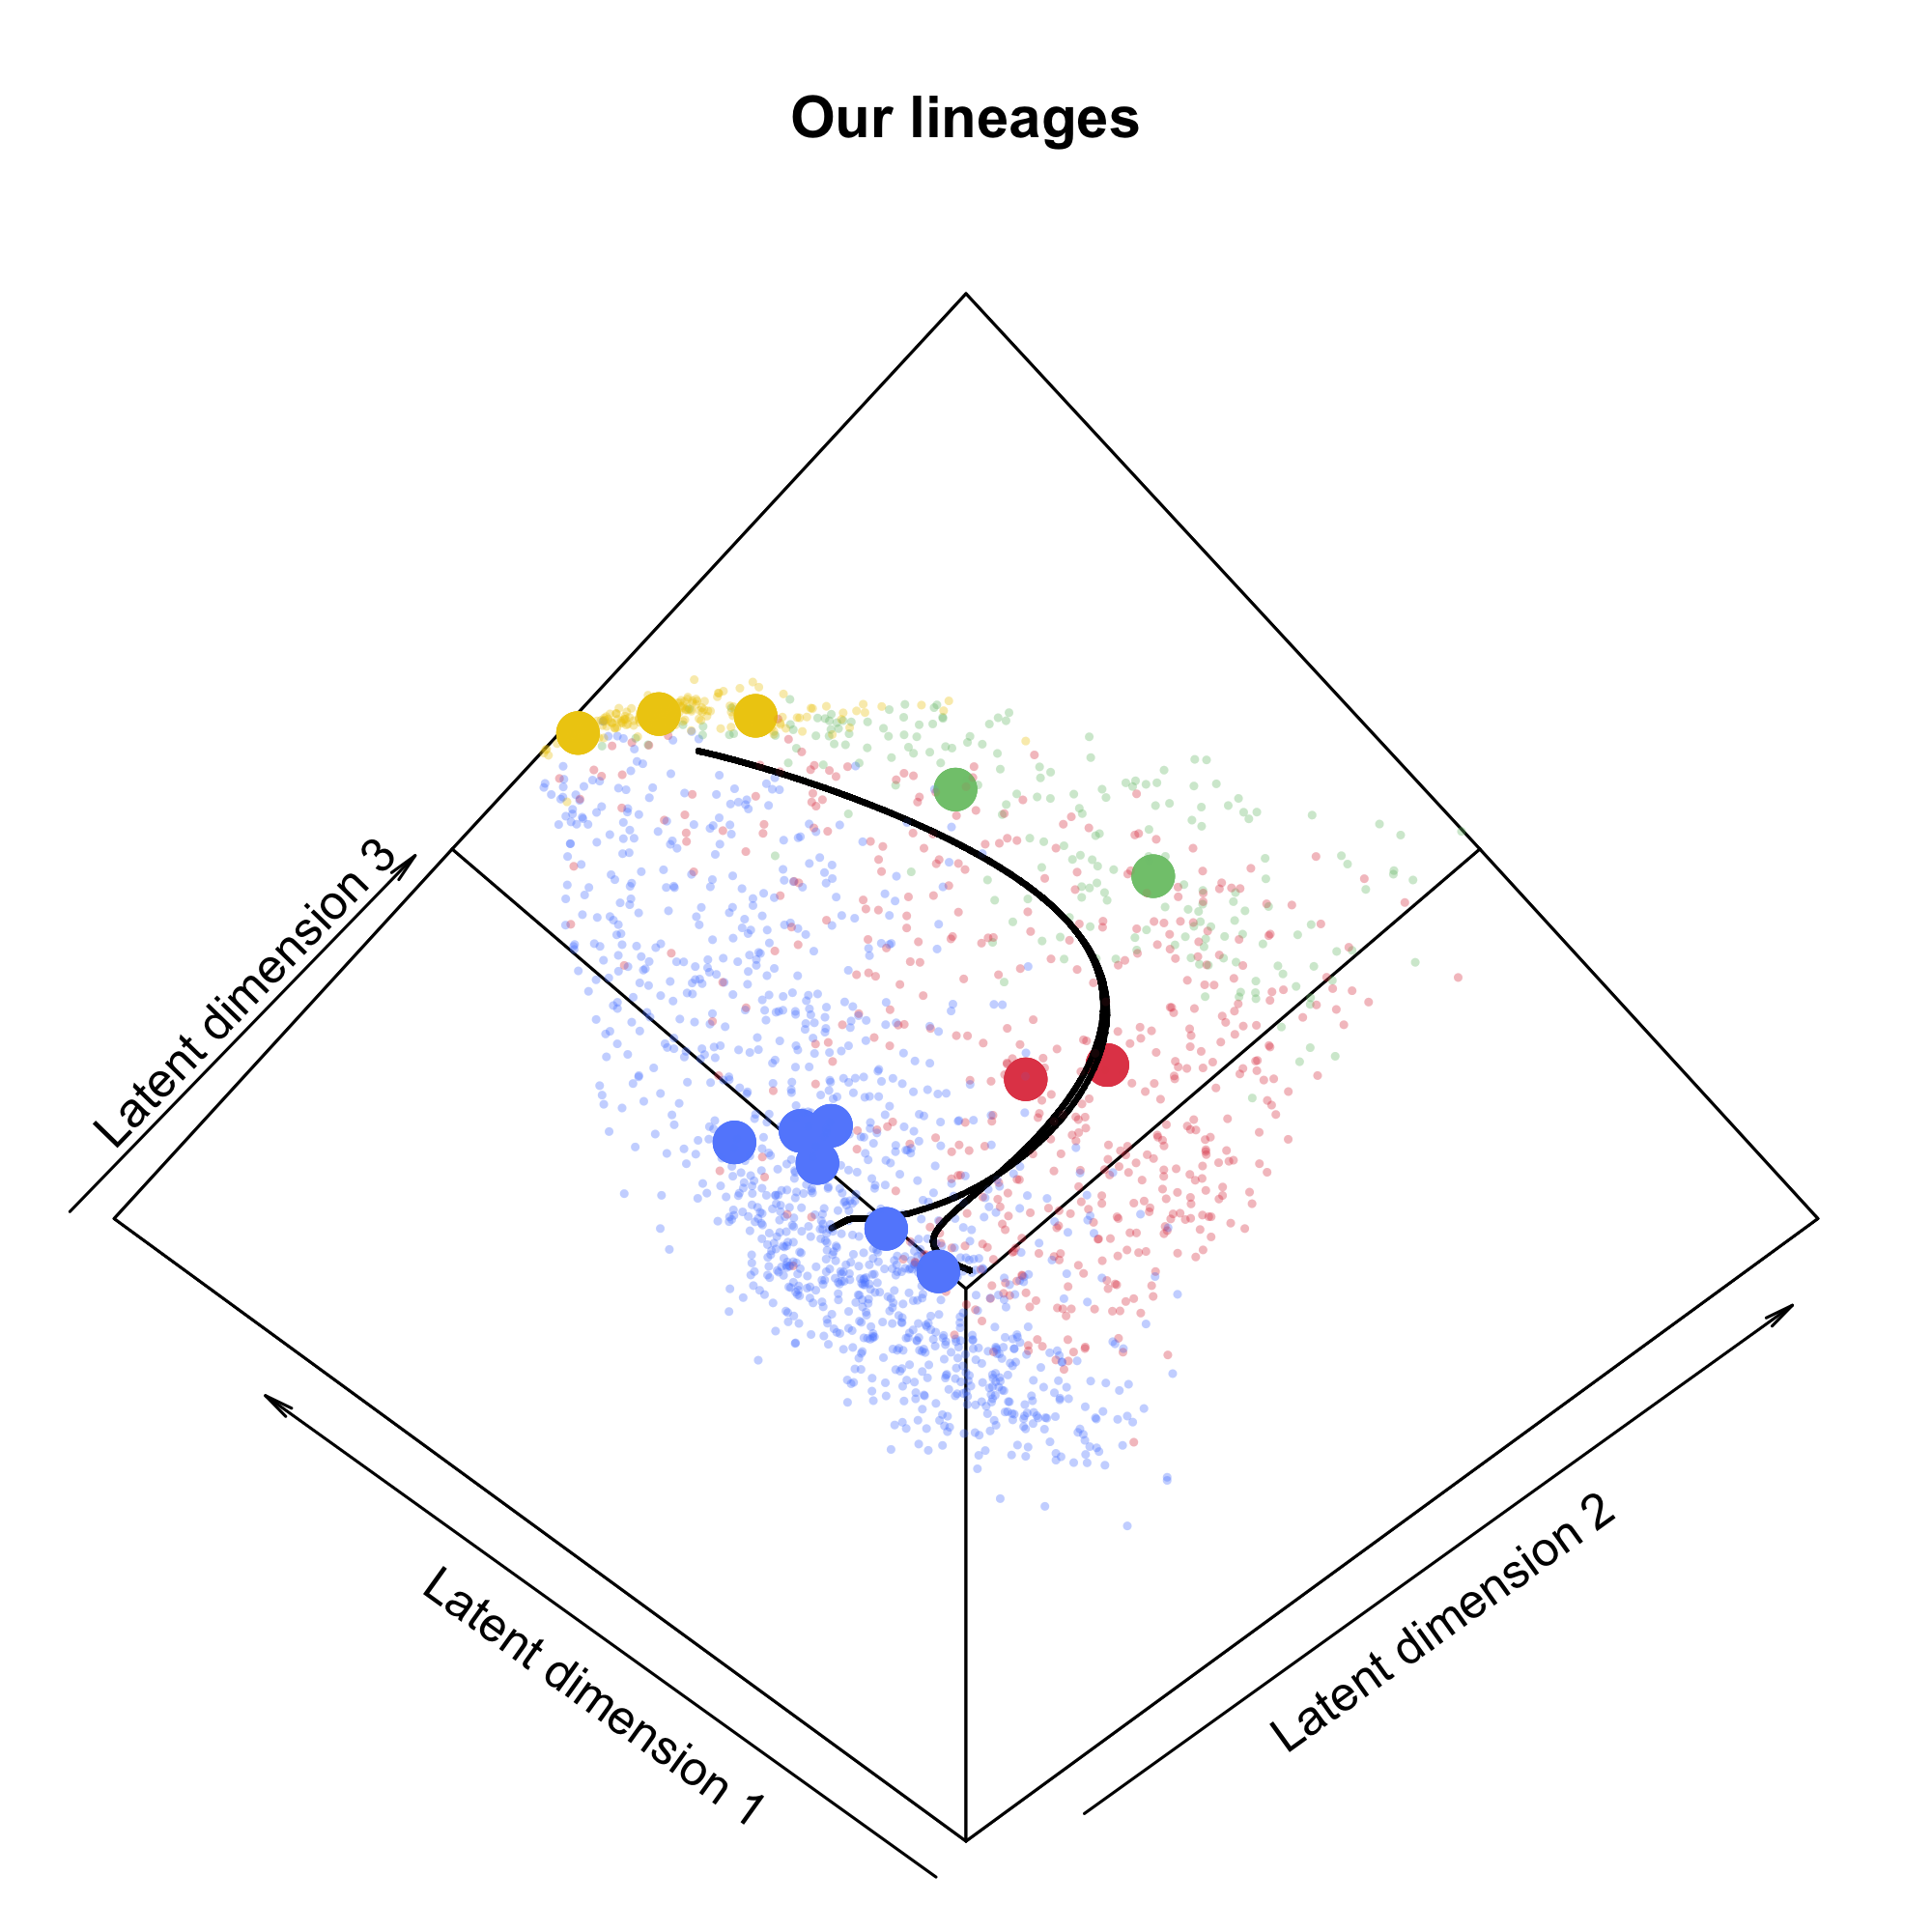 Our lineages
Latent dimension 3
Latent dimension 1
Latent dimension 2